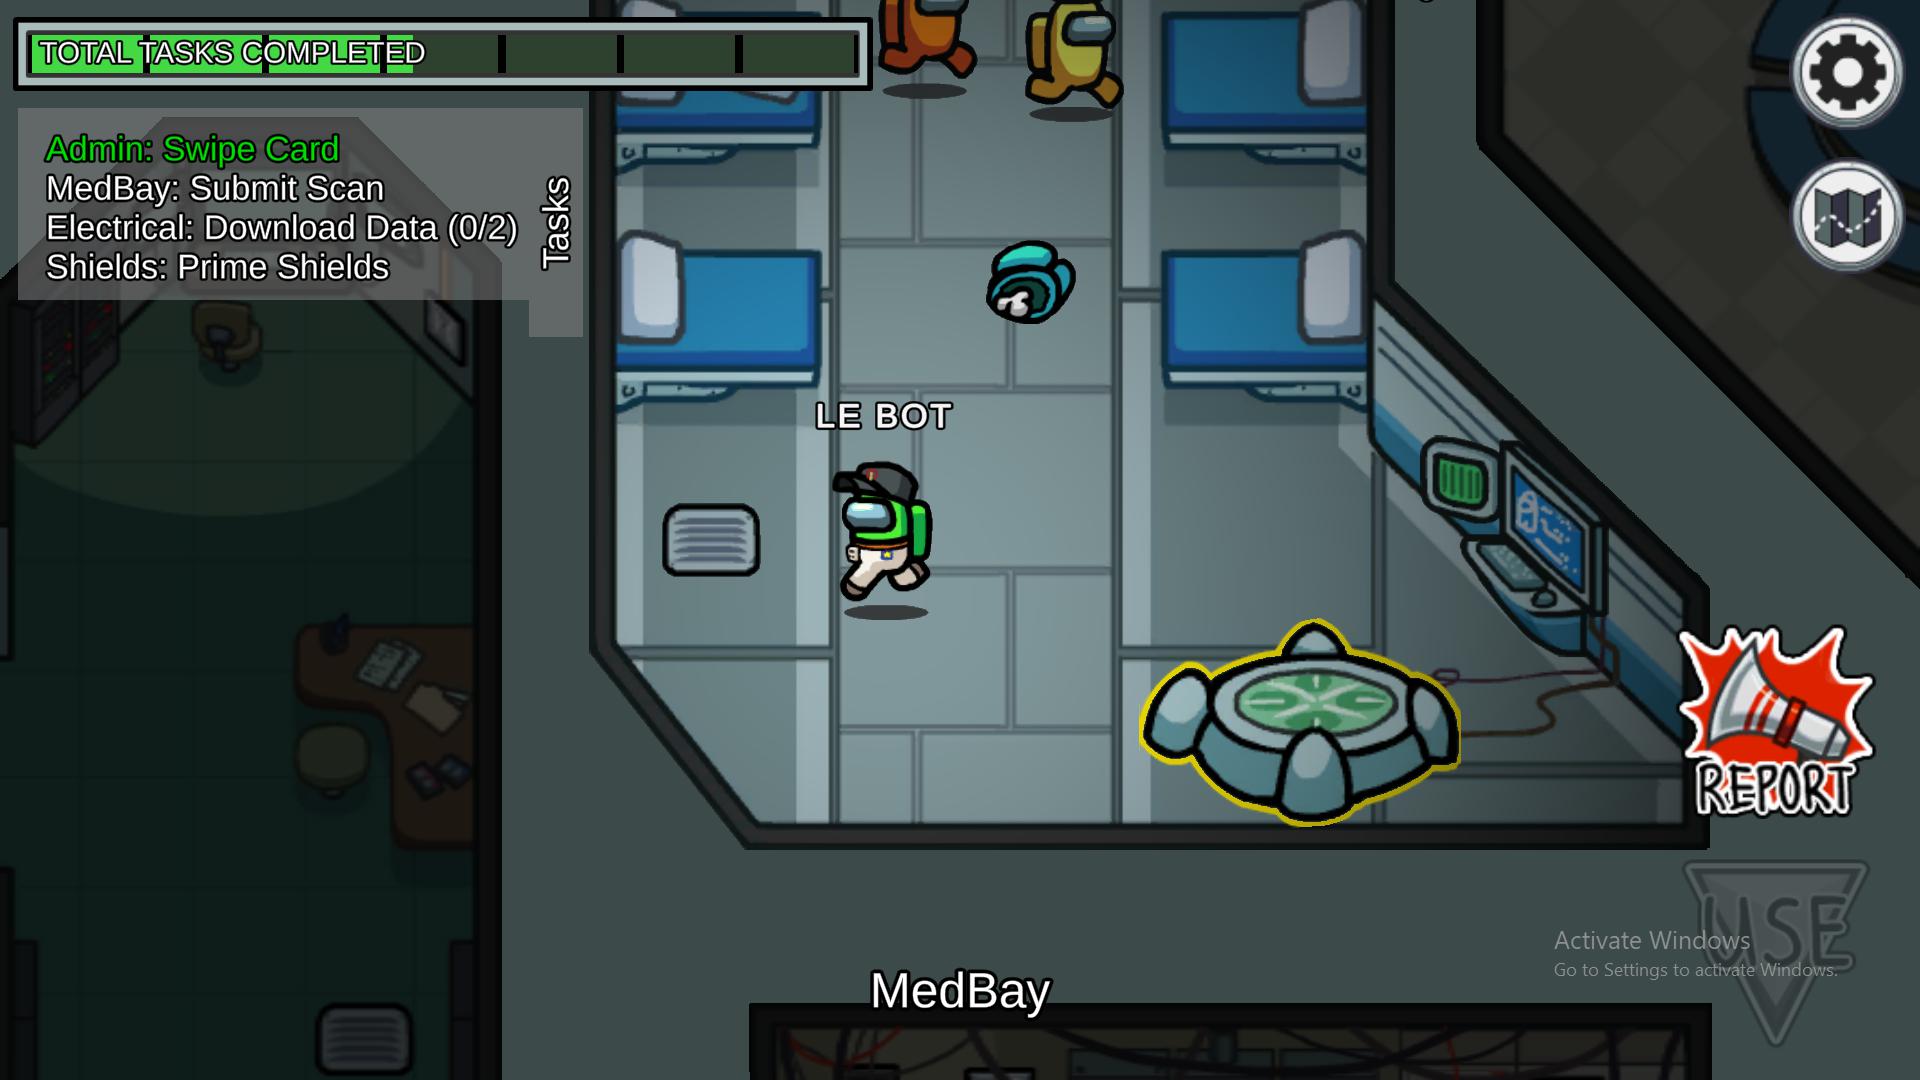 TOTAL TASKS COMPLETED
Admin: Swipe Card
MedBay: Submit Scan
Electrical: Download Data (0/2)
Shields: Prime Shields
Tasks
LE BOT
REPORT
USE
Activate Windows
Go to Settings to activate Windows.
MedBay